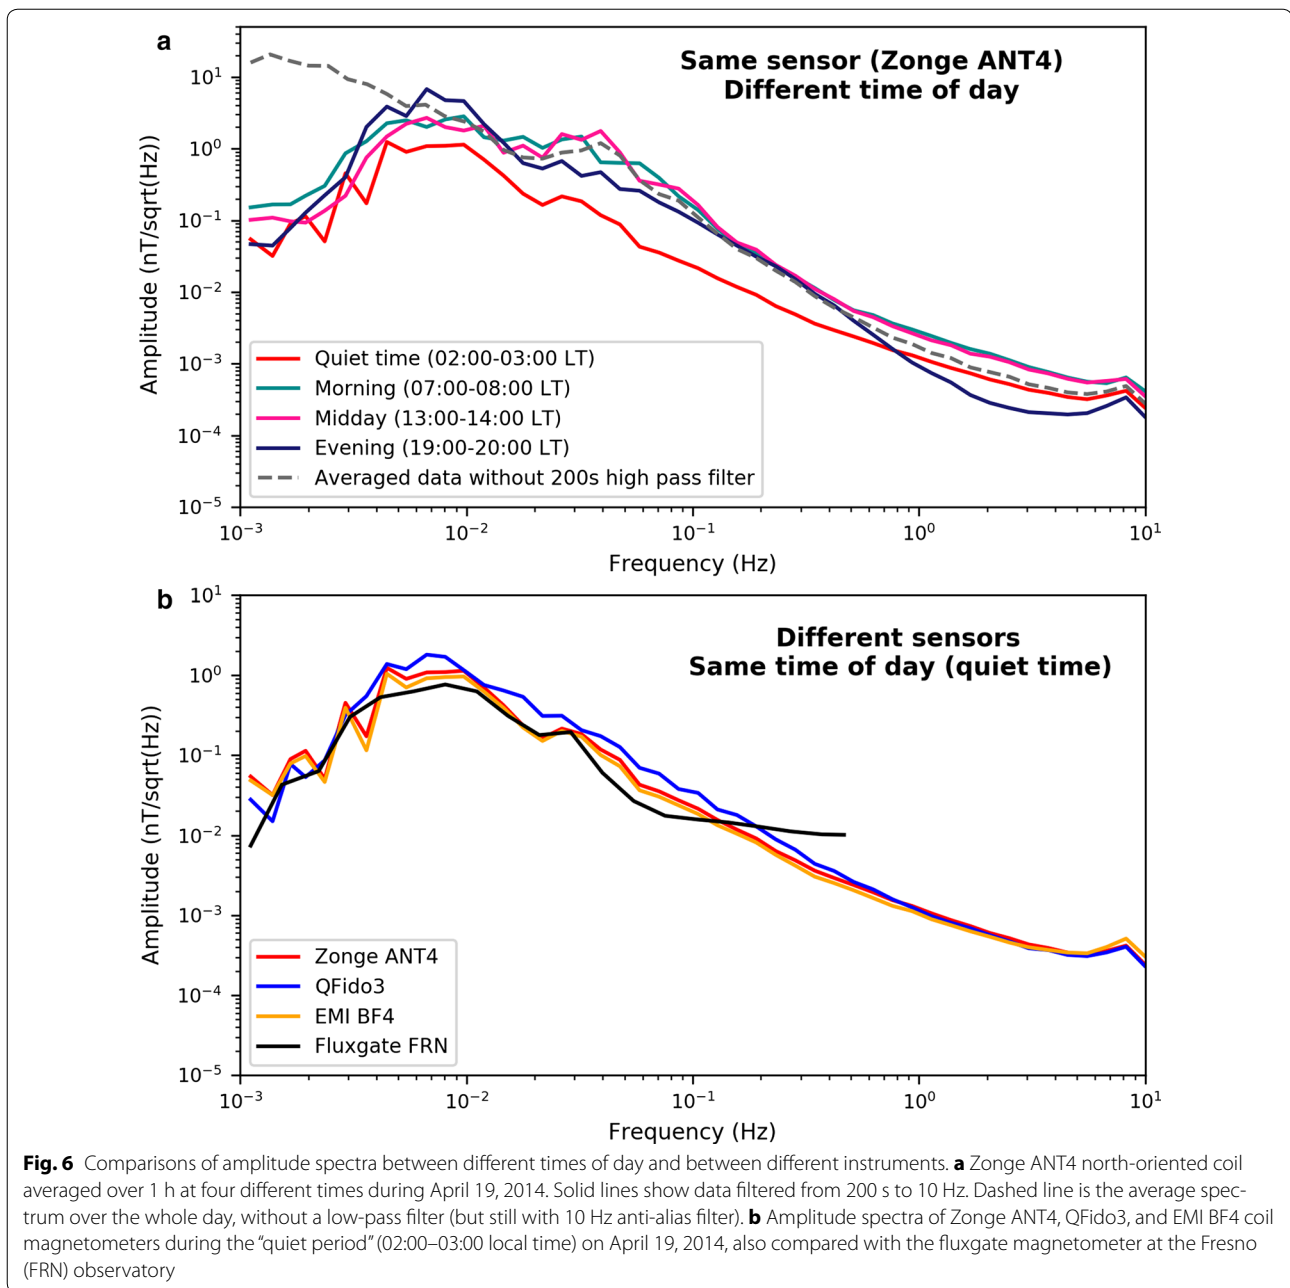 a
Same sensor (Zonge ANT4)
Different time of day
10^1
10^0
10^-1
10^-2
10^-3
10^-4
10^-5
Amplitude (nT/sqrt(Hz))
Quiet time (02:00-03:00 LT)
Morning (07:00-08:00 LT)
Midday (13:00-14:00 LT)
Evening (19:00-20:00 LT)
Averaged data without 200s high pass filter
10^-3 10^-2 10^-1 10^0 10^1
Frequency (Hz)
b
Different sensors
Same time of day (quiet time)
10^1
10^0
10^-1
10^-2
10^-3
10^-4
10^-5
Amplitude (nT/sqrt(Hz))
Zonge ANT4
QFido3
EMI BF4
Fluxgate FRN
10^-3 10^-2 10^-1 10^0 10^1
Frequency (Hz)
Fig. 6 Comparisons of amplitude spectra between different times of day and between different instruments. a Zonge ANT4 north-oriented coil
averaged over 1 h at four different times during April 19, 2014. Solid lines show data filtered from 200 s to 10 Hz. Dashed line is the average spec-
trum over the whole day, without a low-pass filter (but still with 10 Hz anti-alias filter). b Amplitude spectra of Zonge ANT4, QFido3, and EMI BF4 coil
magnetometers during the “quiet period” (02:00–03:00 local time) on April 19, 2014, also compared with the fluxgate magnetometer at the Fresno
(FRN) observatory